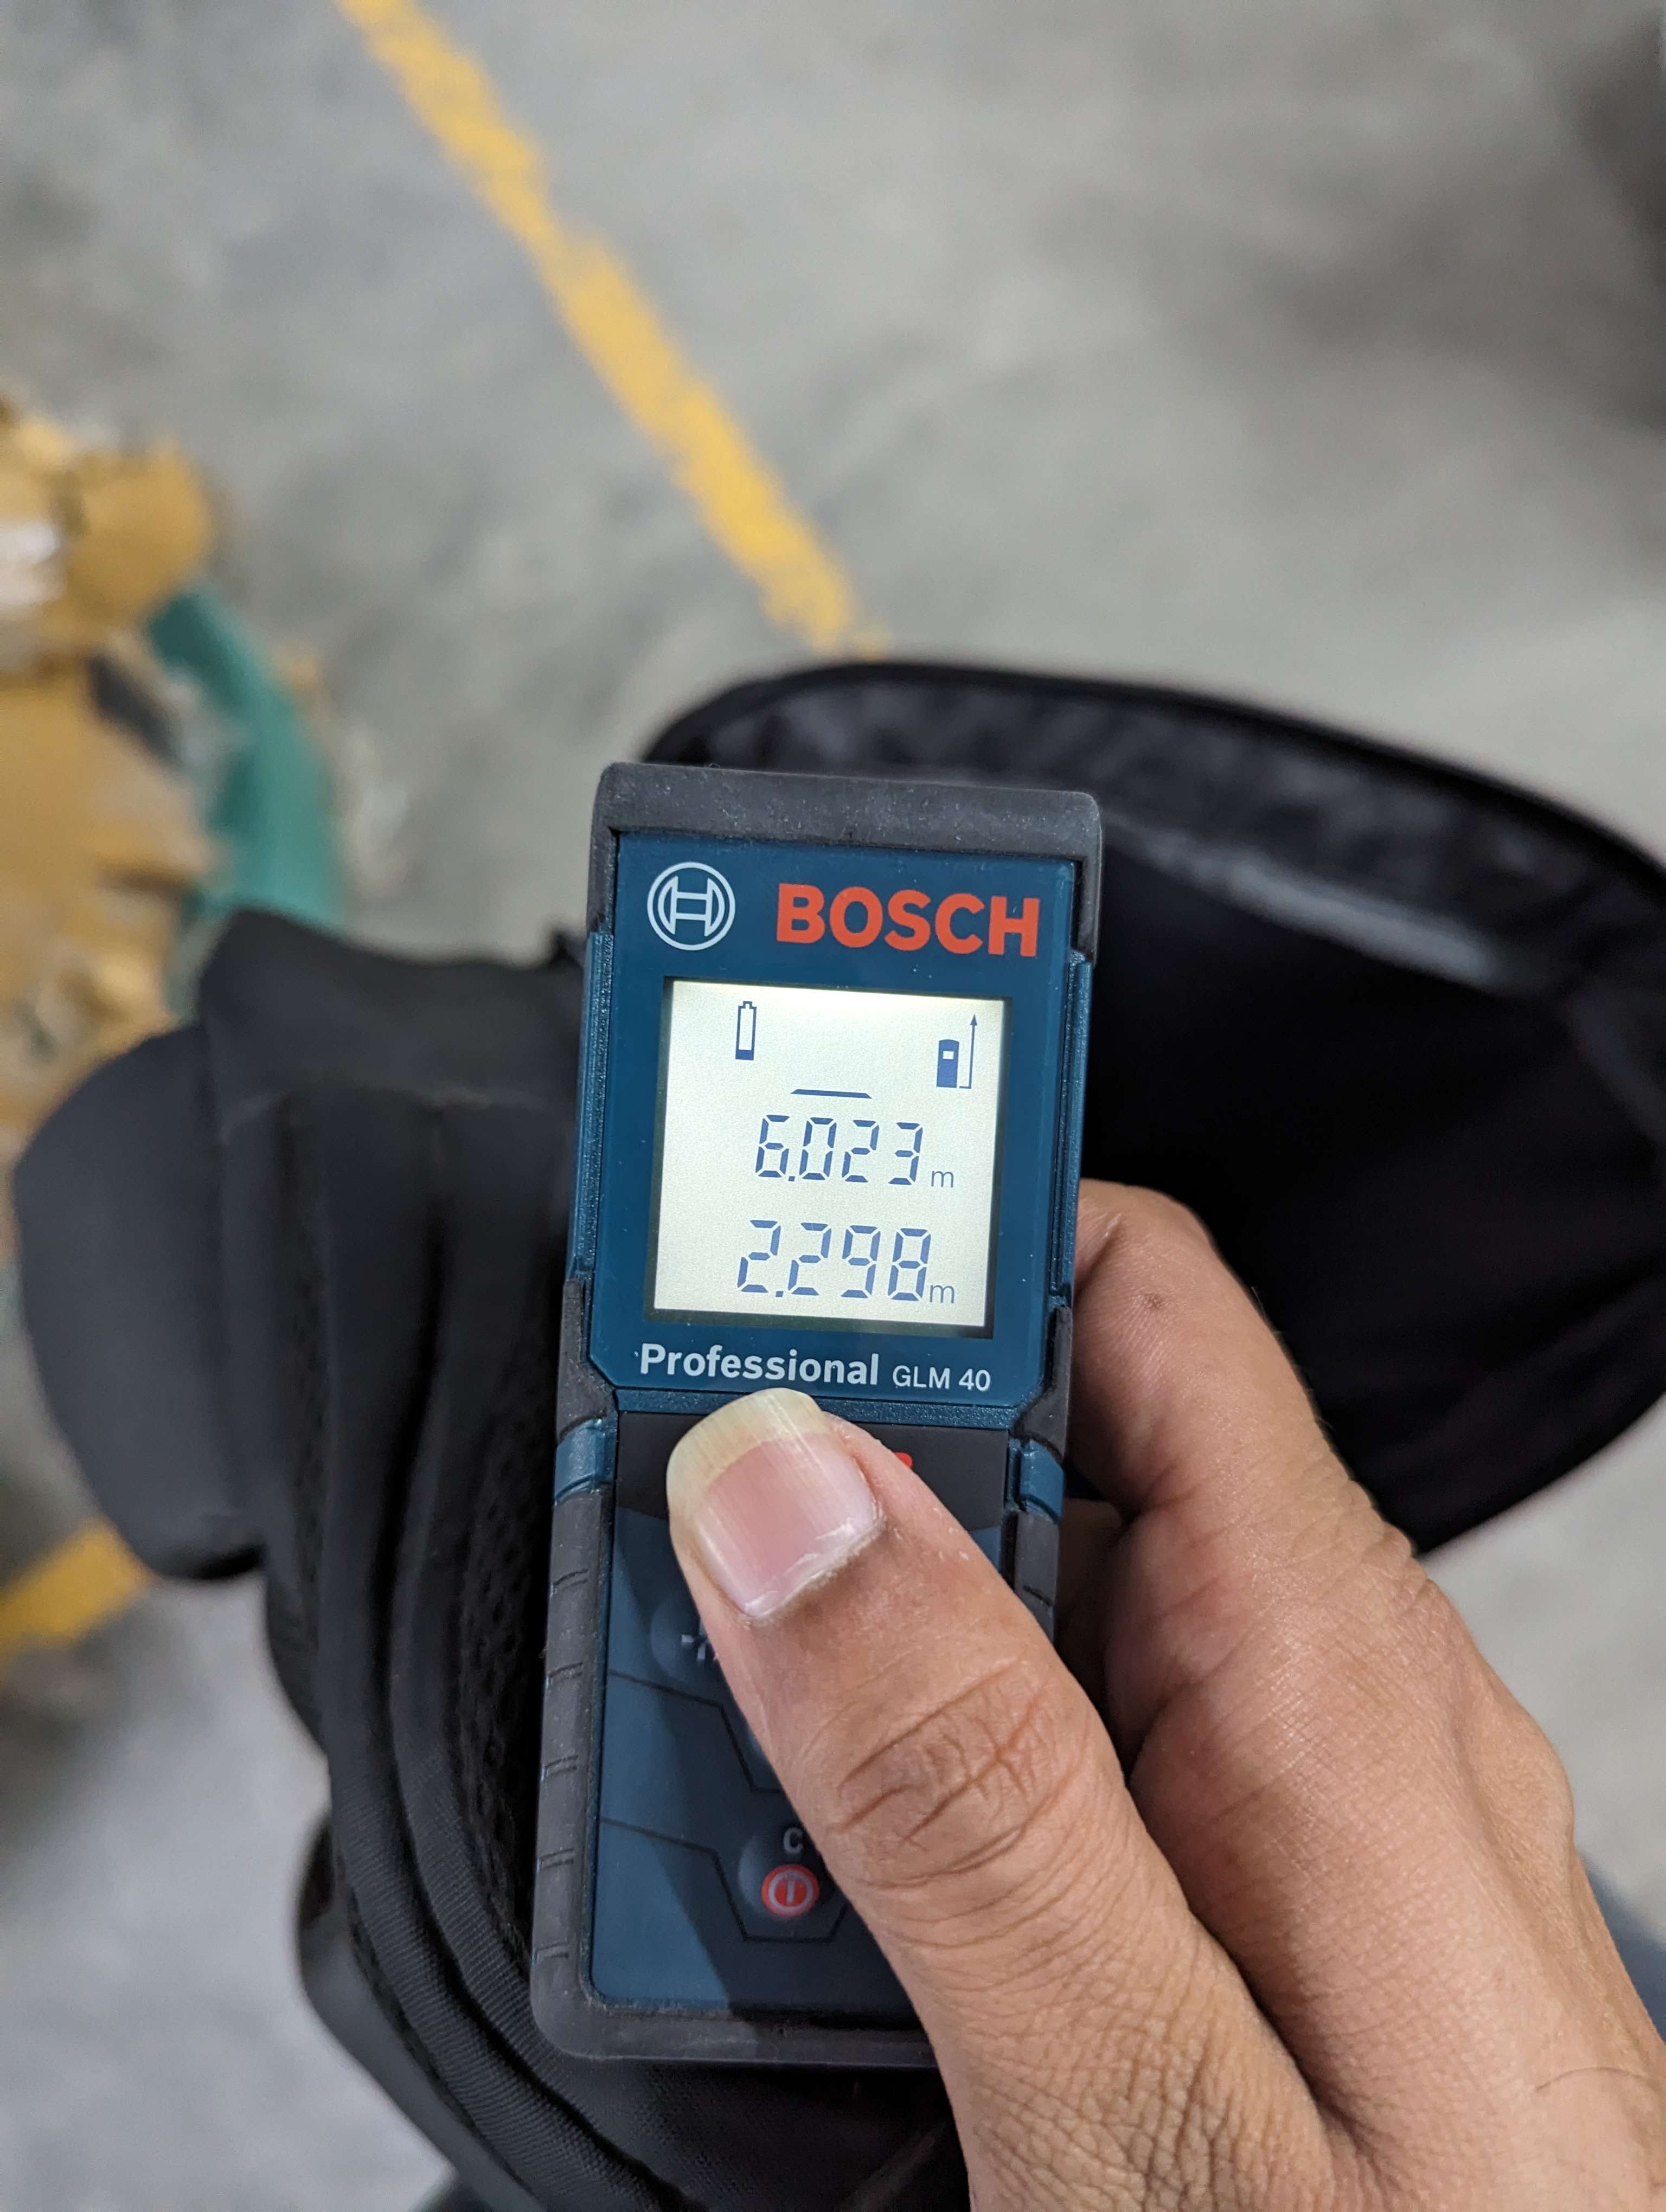 BOSCH
6.023 m
2.298 m
Professional GLM 40
C